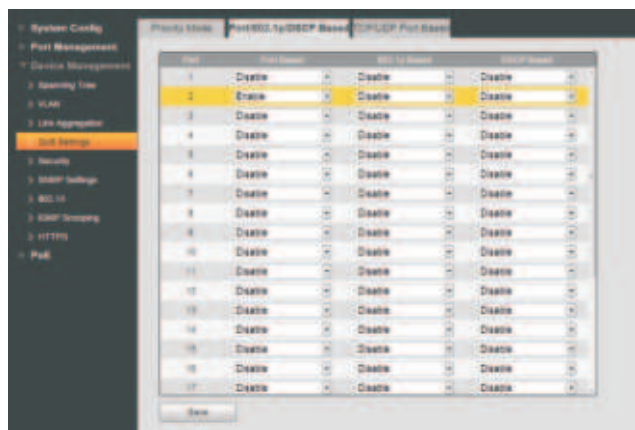 System Config
Port Management
Device Management
Spanning Tree
VLAN
Link Aggregation
QoS Settings
Security
SNMP Settings
802.1X
IGMP Snooping
HTTPS
PoE
Priority Mode Port/802.1p/DSCP Based TCP/UDP Port Based
Port Port Based 802.1p Based DSCP Based
1 Disable Disable Disable
2 Enable Disable Disable
3 Disable Disable Disable
4 Disable Disable Disable
5 Disable Disable Disable
6 Disable Disable Disable
7 Disable Disable Disable
8 Disable Disable Disable
9 Disable Disable Disable
10 Disable Disable Disable
11 Disable Disable Disable
12 Disable Disable Disable
13 Disable Disable Disable
14 Disable Disable Disable
15 Disable Disable Disable
16 Disable Disable Disable
17 Disable Disable Disable
Save